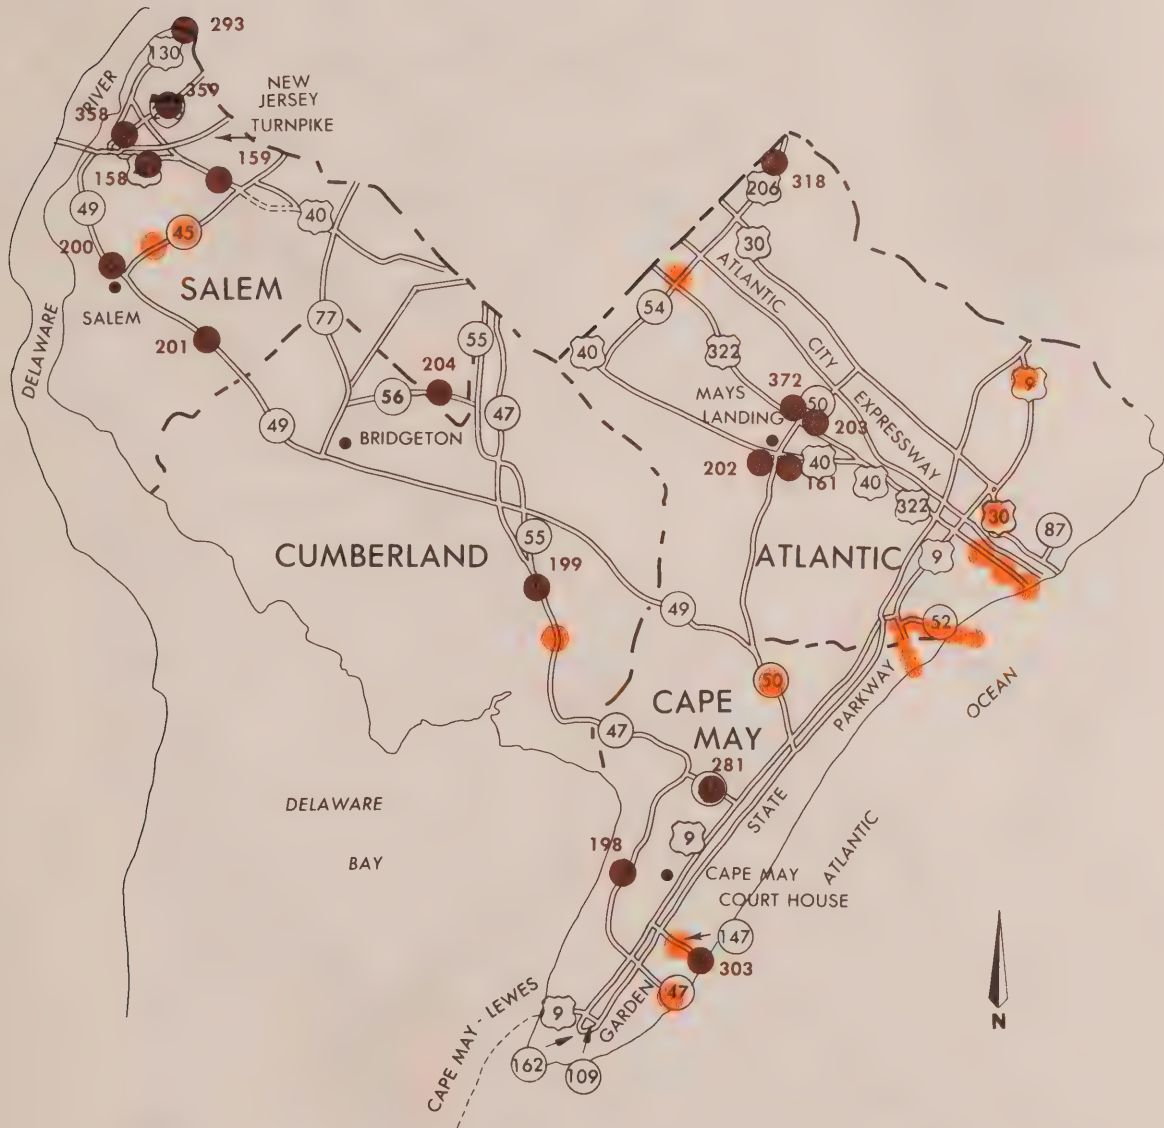 293
130
RIVER
359
358
NEW
JERSEY
TURNPIKE
158
159
49
40
45
200
SALEM
SALEM
DELAWARE
201
77
55
204
56
47
49
BRIDGETON
318
206
30
ATLANTIC
CITY
EXPRESSWAY
54
40
322
372
50
MAYS
LANDING
203
202
40
161
40
322
9
30
87
55
CUMBERLAND
199
ATLANTIC
9
49
52
50
CAPE
MAY
PARKWAY
OCEAN
47
281
STATE
DELAWARE
BAY
198
9
ATLANTIC
CAPE MAY
COURT HOUSE
147
303
47
GARDEN
9
CAPE MAY - LEWES
162
109
N